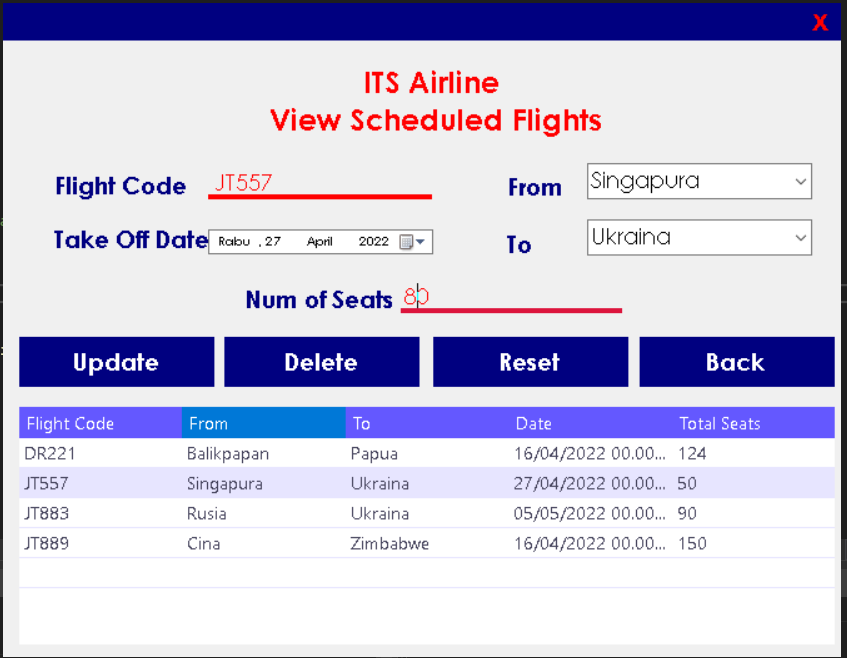 X
ITS Airline
View Scheduled Flights
Flight Code JT557 From Singapura
Take Off Date Rabu , 27 April 2022 To Ukraina
Num of Seats 80
Update Delete Reset Back
Flight Code From To Date Total Seats
DR221 Balikpapan Papua 16/04/2022 00.00... 124
JT557 Singapura Ukraina 27/04/2022 00.00... 50
JT883 Rusia Ukraina 05/05/2022 00.00... 90
JT889 Cina Zimbabwe 16/04/2022 00.00... 150